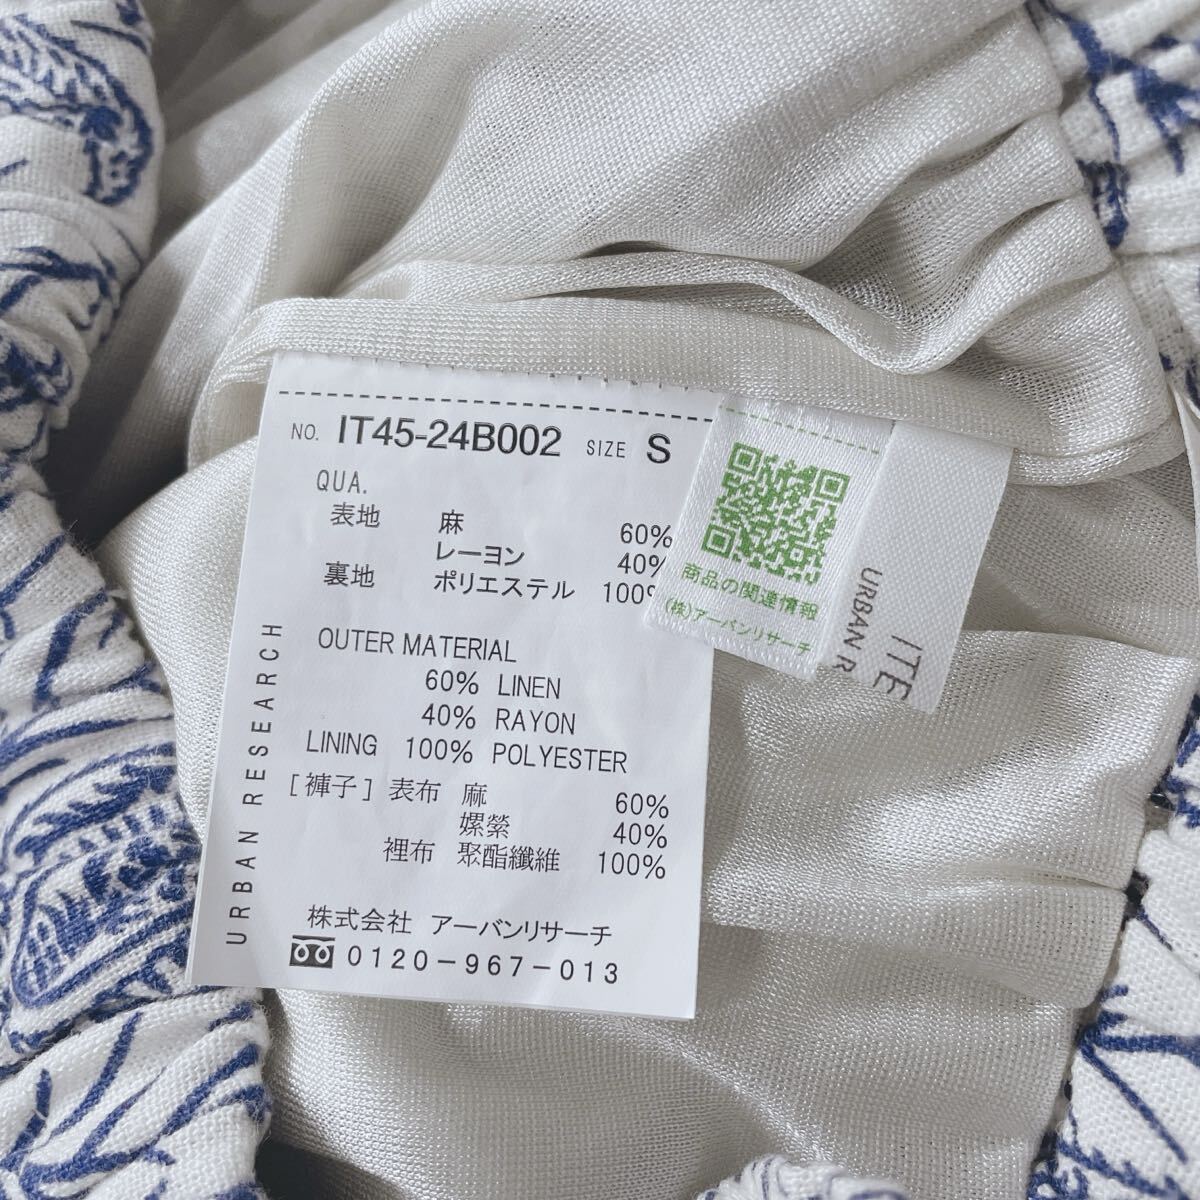 NO. IT45-24B002 SIZE S
QUA.
表地 麻 60%
レーヨン 40%
裏地 ポリエステル 100%
OUTER MATERIAL
60% LINEN
40% RAYON
LINING 100% POLYESTER
[褲子] 表布 麻 60%
嫘縈 40%
裡布 聚酯纖維 100%
株式会社 アーバンリサーチ
0120-967-013
URBAN RESEARCH
商品の関連情報
(株)アーバンリサーチ
URBAN R
ITE